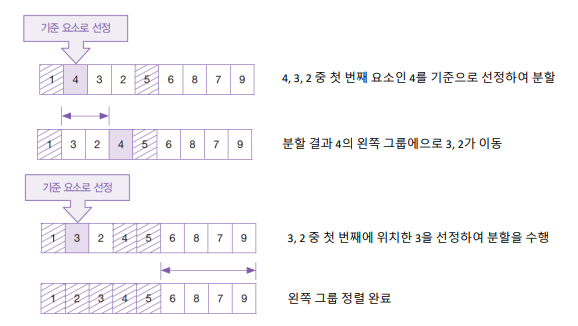 기준 요소로 선정
1 4 3 2 5 6 8 7 9 4, 3, 2 중 첫 번째 요소인 4를 기준으로 선정하여 분할
1 3 2 4 5 6 8 7 9 분할 결과 4의 왼쪽 그룹에으로 3, 2가 이동
기준 요소로 선정
1 3 2 4 5 6 8 7 9 3, 2 중 첫 번째에 위치한 3을 선정하여 분할을 수행
1 2 3 4 5 6 8 7 9 왼쪽 그룹 정렬 완료